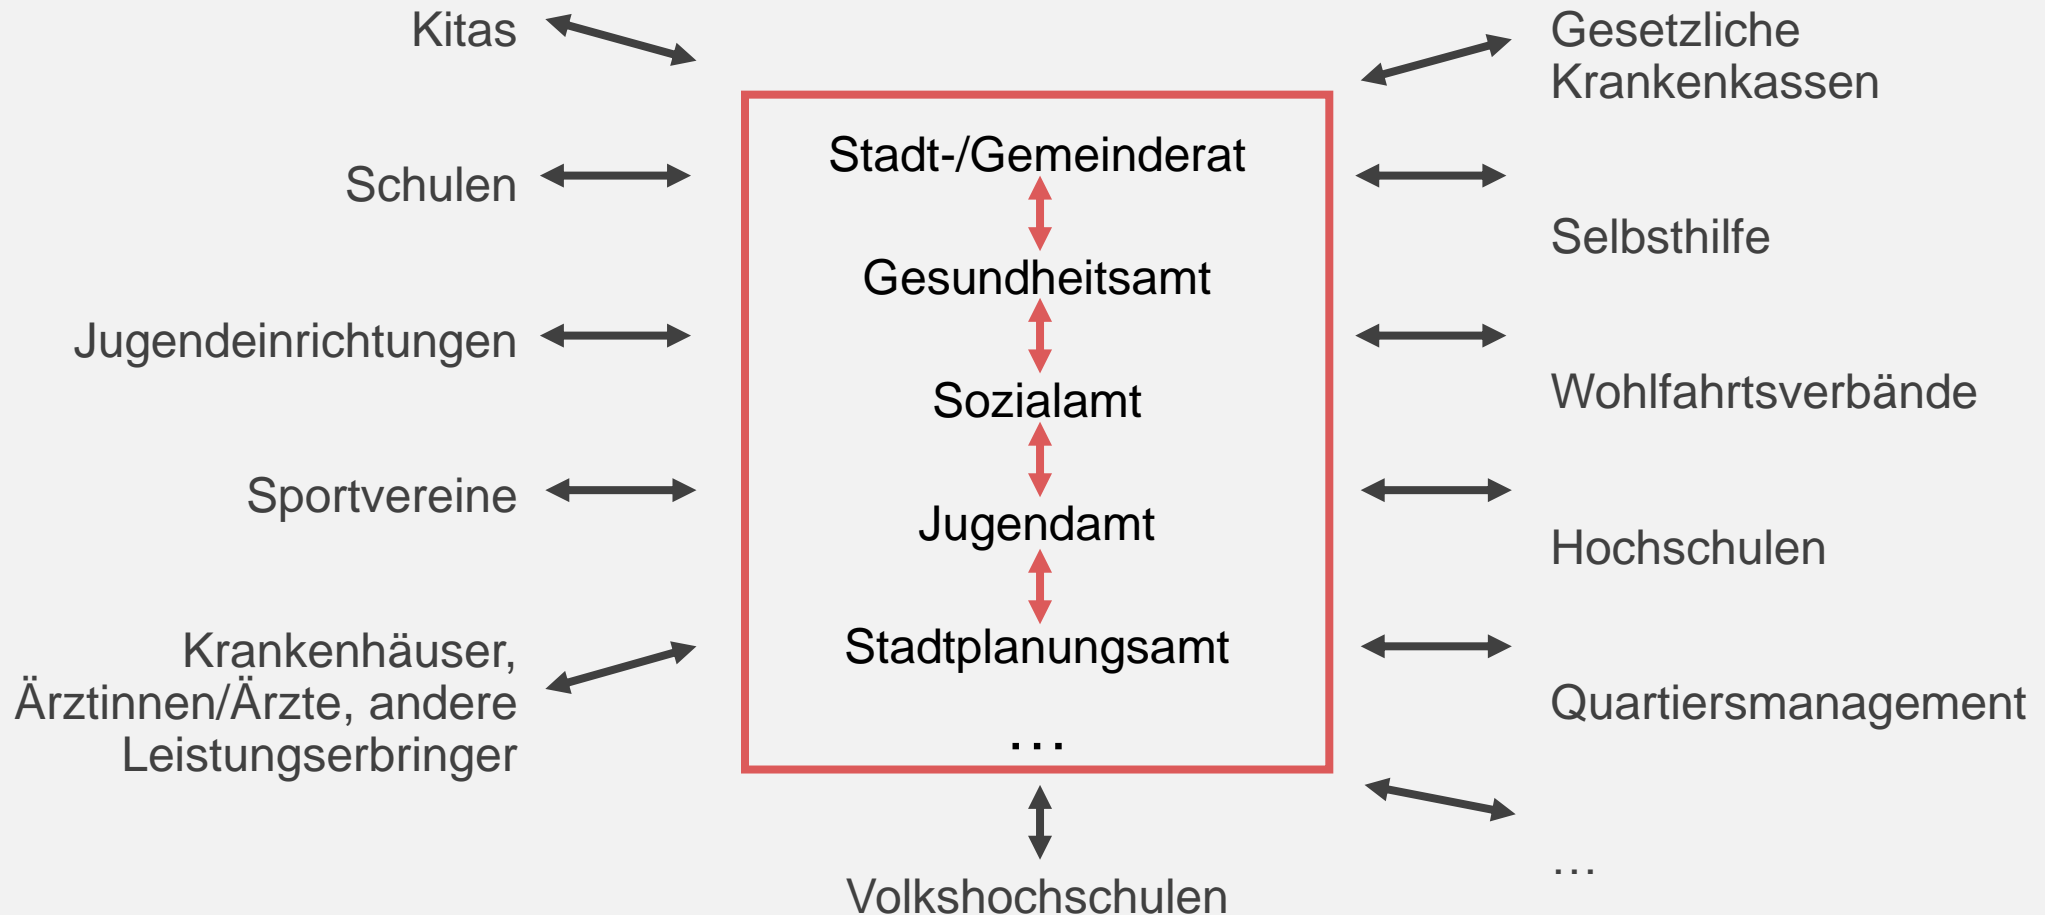 Kitas
Schulen
Jugendeinrichtungen
Sportvereine
Krankenhäuser,
Ärztinnen/Ärzte, andere
Leistungserbringer
Stadt-/Gemeinderat
Gesundheitsamt
Sozialamt
Jugendamt
Stadtplanungsamt
…
Volkshochschulen
Gesetzliche
Krankenkassen
Selbsthilfe
Wohlfahrtsverbände
Hochschulen
Quartiersmanagement
…